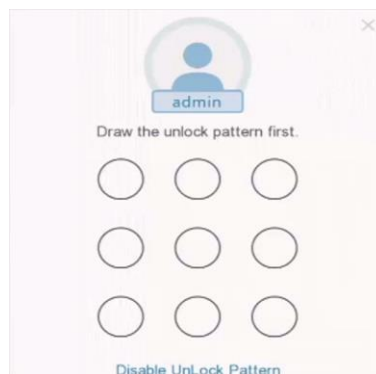 admin
Draw the unlock pattern first.
Disable UnLock Pattern